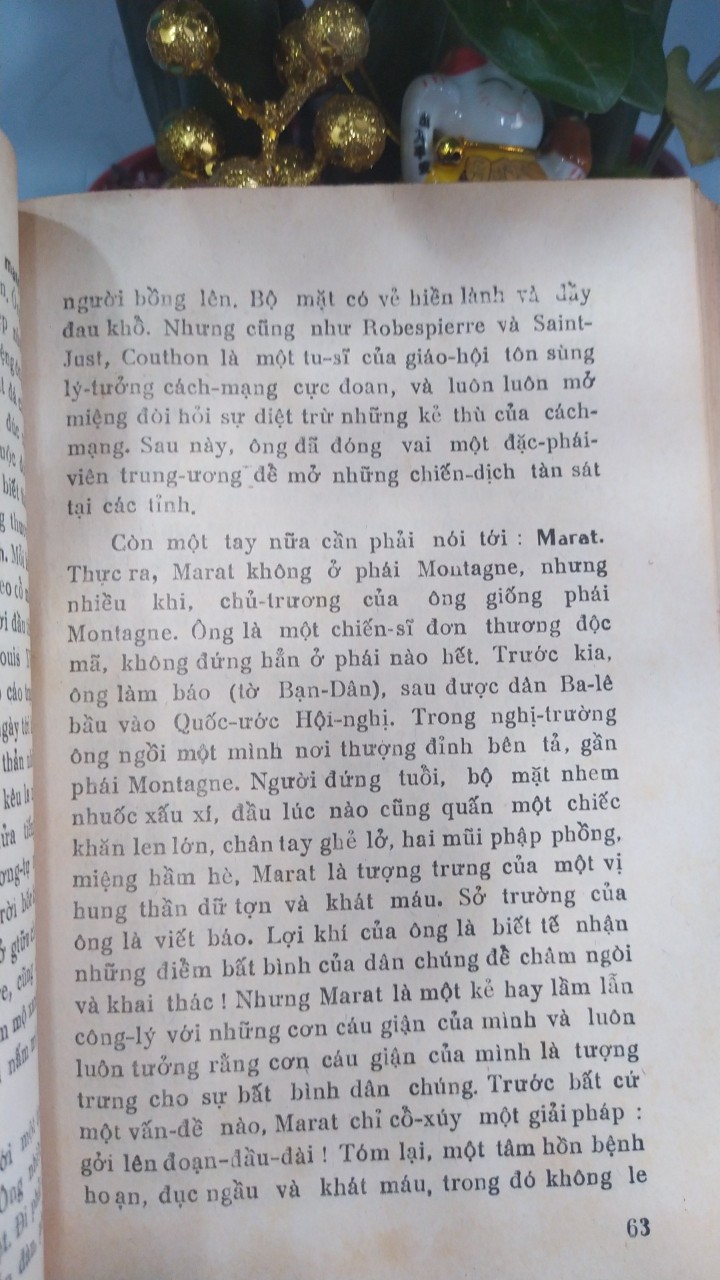 người bồng lên. Bộ mặt có vẻ hiền lành và đầy
đau khổ. Nhưng cũng như Robespierre và Saint-
Just, Couthon là một tu-sĩ của giáo-hội tôn sùng
lý-tưởng cách-mạng cực đoan, và luôn luôn mở
miệng đòi hỏi sự diệt trừ những kẻ thù của cách-
mạng. Sau này, ông đã đóng vai một đặc-phái-
viên trung-ương để mở những chiến-dịch tàn sát
tại các tỉnh.
Còn một tay nữa cần phải nói tới : Marat.
Thực ra, Marat không ở phái Montagne, nhưng
nhiều khi, chủ-trương của ông giống phái
Montagne. Ông là một chiến-sĩ đơn thương độc
mã, không đứng hẳn ở phái nào hết. Trước kia,
ông làm báo (tờ Bạn-Dân), sau được dân Ba-lê
bầu vào Quốc-ước Hội-nghị. Trong nghị-trường
ông ngồi một mình nơi thượng đỉnh bên tả, gần
phái Montagne. Người đứng tuổi, bộ mặt nhem
nhuốc xấu xí, đầu lúc nào cũng quấn một chiếc
khăn len lớn, chân tay ghẻ lở, hai mũi phập phồng,
miệng hầm hè, Marat là tượng trưng của một vị
hung thần dữ tợn và khát máu. Sở trường của
ông là viết báo. Lợi khí của ông là biết tế nhận
những điểm bất bình của dân chúng để châm ngòi
và khai thác ! Nhưng Marat là một kẻ hay lầm lẫn
công-lý với những cơn cáu giận của mình và luôn
luôn tưởng rằng cơn cáu giận của mình là tượng
trưng cho sự bất bình dân chúng. Trước bất cứ
một vấn-đề nào, Marat chỉ cổ-xúy một giải pháp :
gởi lên đoạn-đầu-đài ! Tóm lại, một tâm hồn bệnh
hoạn, đục ngầu và khát máu, trong đó không le
63